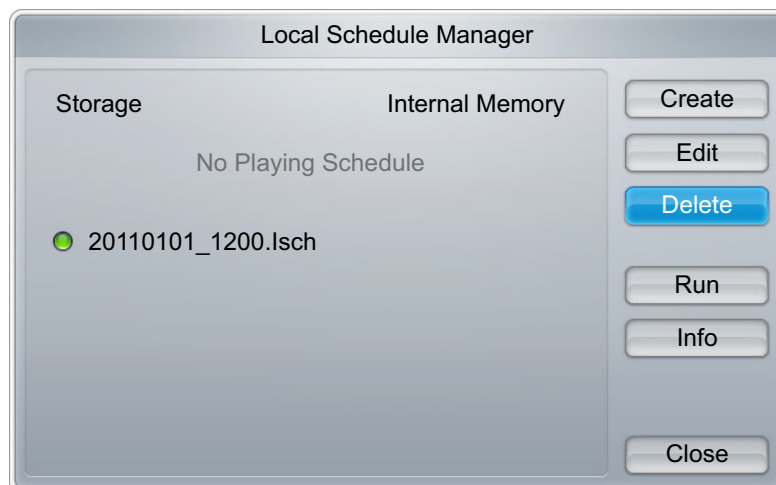 Local Schedule Manager
Storage Internal Memory
No Playing Schedule
20110101_1200.lsch
Create
Edit
Delete
Run
Info
Close